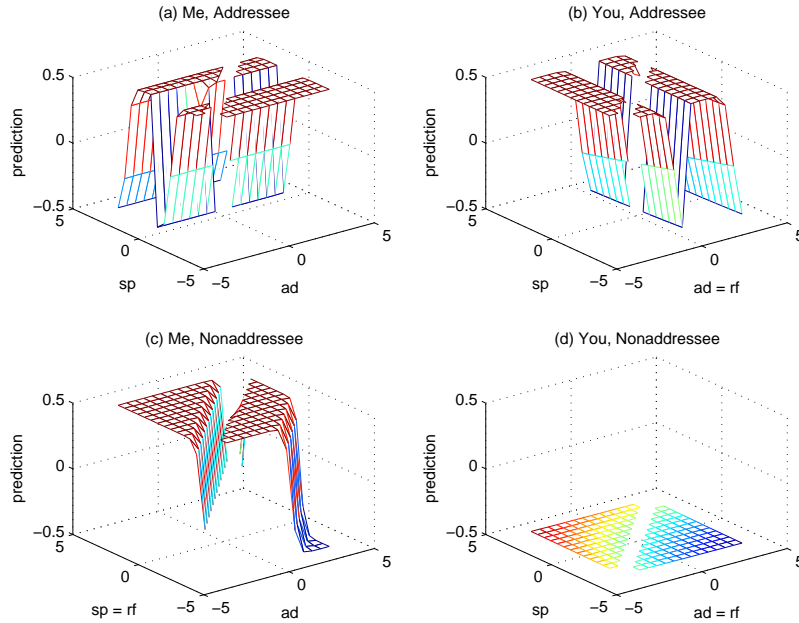 (a) Me, Addressee
0.5
0
−0.5
prediction
5
0
−5
sp
−5
0
5
ad
(b) You, Addressee
0.5
0
−0.5
prediction
5
0
−5
sp
−5
0
5
ad = rf
(c) Me, Nonaddressee
0.5
0
−0.5
prediction
5
0
−5
sp = rf
−5
0
5
ad
(d) You, Nonaddressee
0.5
0
−0.5
prediction
5
0
−5
sp
−5
0
5
ad = rf